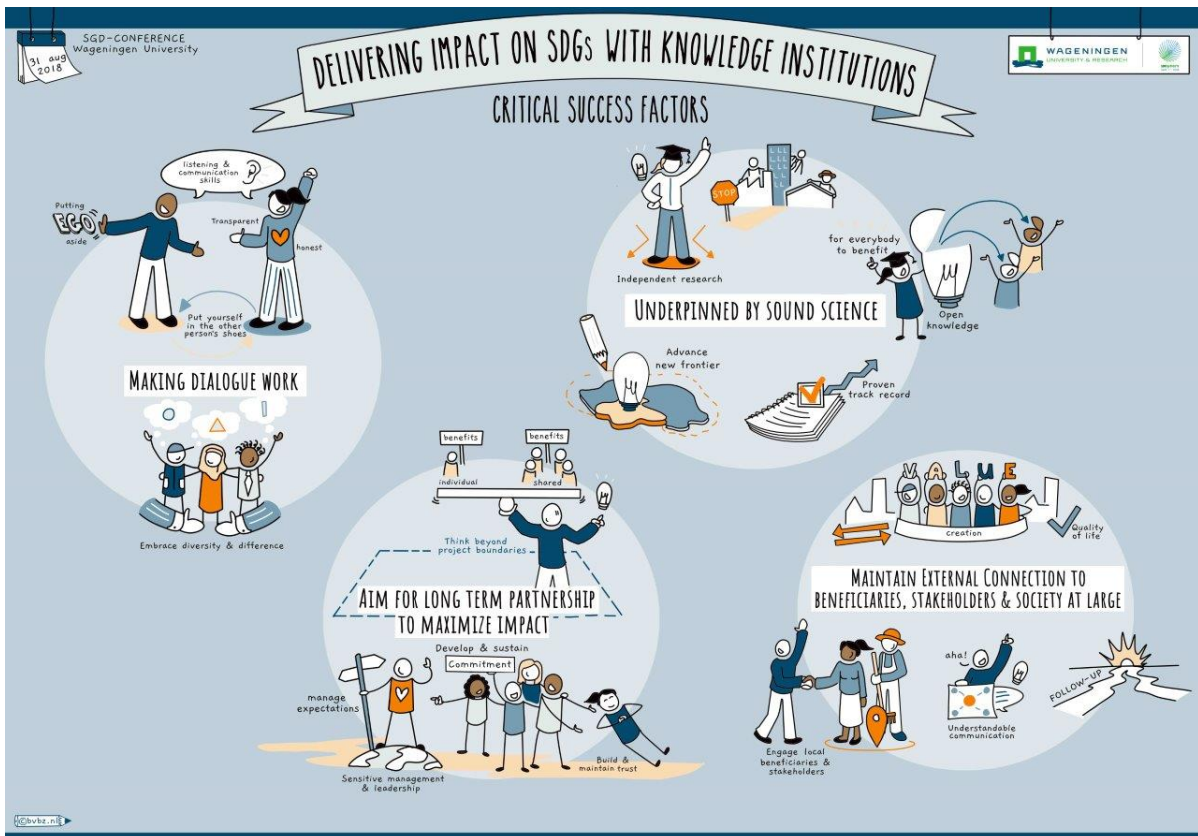 31 aug
2018
SGD-CONFERENCE
Wageningen University
DELIVERING IMPACT ON SDGs WITH KNOWLEDGE INSTITUTIONS
CRITICAL SUCCESS FACTORS
WAGENINGEN
UNIVERSITY & RESEARCH
listening &
communication
skills
Putting
EGO
aside
Transparent
honest
Put yourself
in the other
person's shoes
MAKING DIALOGUE WORK
Embrace diversity & difference
STOP
Independent research
for everybody
to benefit
Open
knowledge
UNDERPINNED BY SOUND SCIENCE
Advance
new frontier
Proven
track record
benefits
benefits
individual
shared
Think beyond
project boundaries
AIM FOR LONG TERM PARTNERSHIP
TO MAXIMIZE IMPACT
Develop & sustain
Commitment
manage
expectations
Sensitive management
& leadership
Build &
maintain trust
VALUE
creation
Quality
of life
MAINTAIN EXTERNAL CONNECTION TO
BENEFICIARIES, STAKEHOLDERS & SOCIETY AT LARGE
Engage local
beneficiaries &
stakeholders
aha!
Understandable
communication
FOLLOW-UP
©bvbz.nl